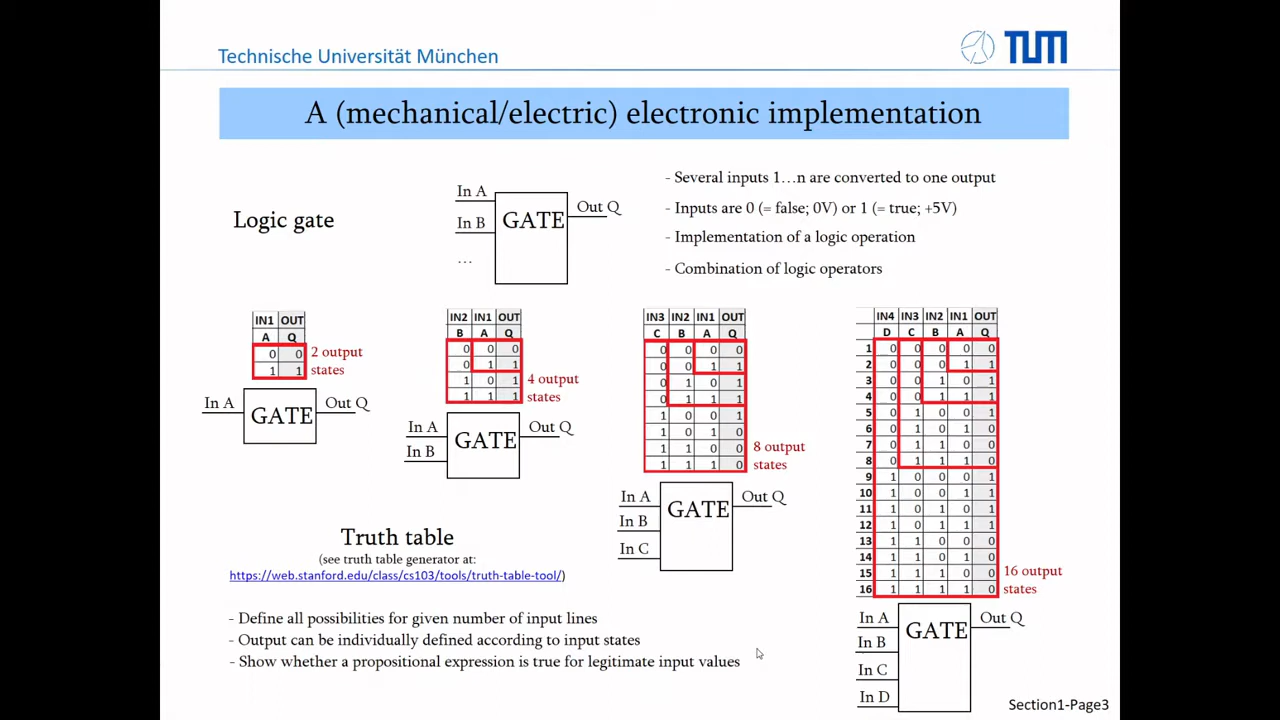 Technische Universität München
TUM
A (mechanical/electric) electronic implementation
Logic gate
In A
In B
...
GATE
Out Q
- Several inputs 1...n are converted to one output
- Inputs are 0 (= false; 0V) or 1 (= true; +5V)
- Implementation of a logic operation
- Combination of logic operators
IN1 OUT
A Q
0 0
1 1
2 output
states
In A
GATE
Out Q
IN2 IN1 OUT
B A Q
0 0 0
0 1 1
1 0 1
1 1 1
4 output
states
In A
In B
GATE
Out Q
IN3 IN2 IN1 OUT
C B A Q
0 0 0 0
0 0 1 1
0 1 0 1
0 1 1 1
1 0 0 1
1 0 1 0
1 1 0 0
1 1 1 0
8 output
states
In A
In B
In C
GATE
Out Q
IN4 IN3 IN2 IN1 OUT
D C B A Q
1 0 0 0 0 0
2 0 0 0 1 1
3 0 0 1 0 1
4 0 0 1 1 1
5 0 1 0 0 0
6 0 1 0 1 0
7 0 1 1 0 0
8 0 1 1 1 0
9 1 0 0 0 1
10 1 0 0 1 1
11 1 0 1 0 1
12 1 0 1 1 1
13 1 1 0 0 0
14 1 1 0 1 0
15 1 1 1 0 0
16 1 1 1 1 0
16 output
states
In A
In B
In C
In D
GATE
Out Q
Truth table
(see truth table generator at:
https://web.stanford.edu/class/cs103/tools/truth-table-tool/)
- Define all possibilities for given number of input lines
- Output can be individually defined according to input states
- Show whether a propositional expression is true for legitimate input values
Section1-Page3